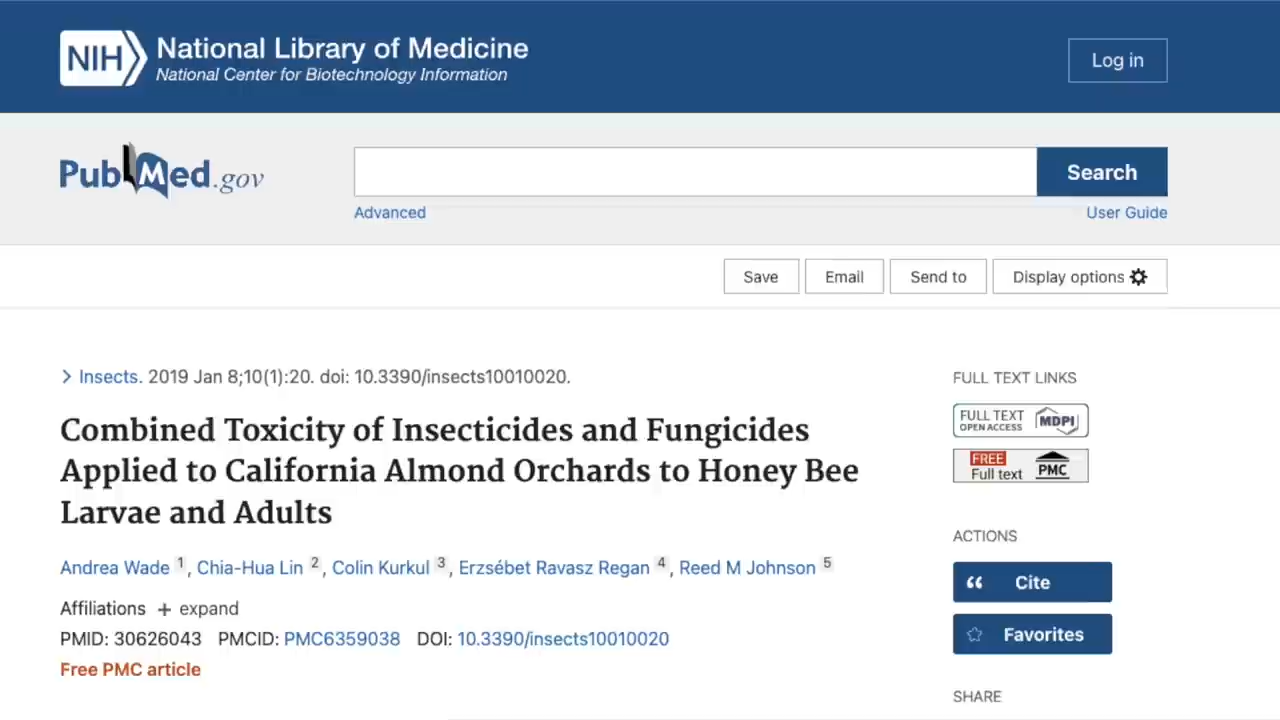 NIH National Library of Medicine
National Center for Biotechnology Information
Log in
PubMed.gov
Search
Advanced
User Guide
Save
Email
Send to
Display options
Insects. 2019 Jan 8;10(1):20. doi: 10.3390/insects10010020.
Combined Toxicity of Insecticides and Fungicides
Applied to California Almond Orchards to Honey Bee
Larvae and Adults
Andrea Wade 1, Chia-Hua Lin 2, Colin Kurkul 3, Erzsébet Ravasz Regan 4, Reed M Johnson 5
Affiliations + expand
PMID: 30626043 PMCID: PMC6359038 DOI: 10.3390/insects10010020
Free PMC article
FULL TEXT LINKS
FULL TEXT
OPEN ACCESS
MDPI
FREE
Full text
PMC
ACTIONS
Cite
Favorites
SHARE